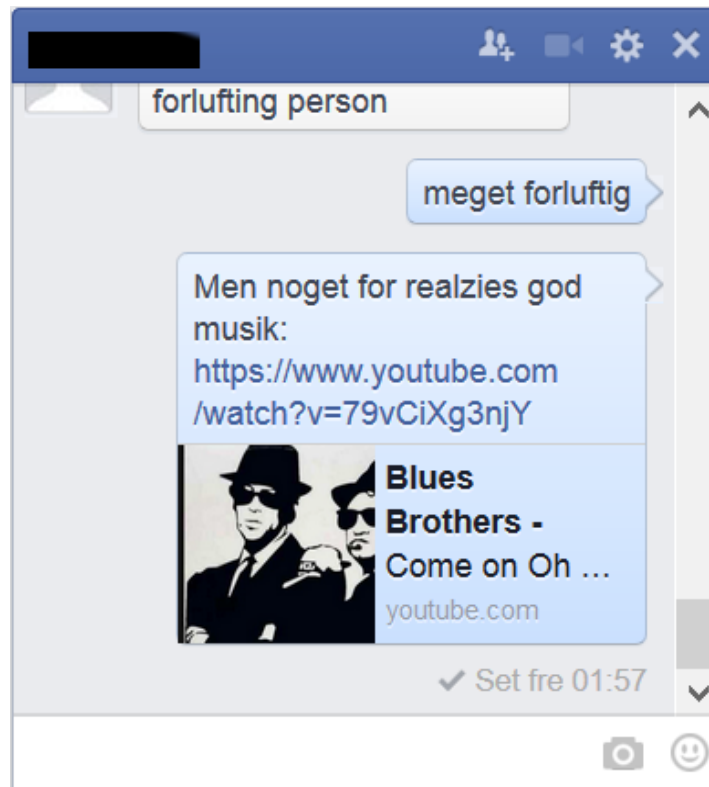 forlufting person
meget forluftig
Men noget for realzies god
musik:
https://www.youtube.com
/watch?v=79vCiXg3njY
Blues
Brothers -
Come on Oh ...
youtube.com
Set fre 01:57